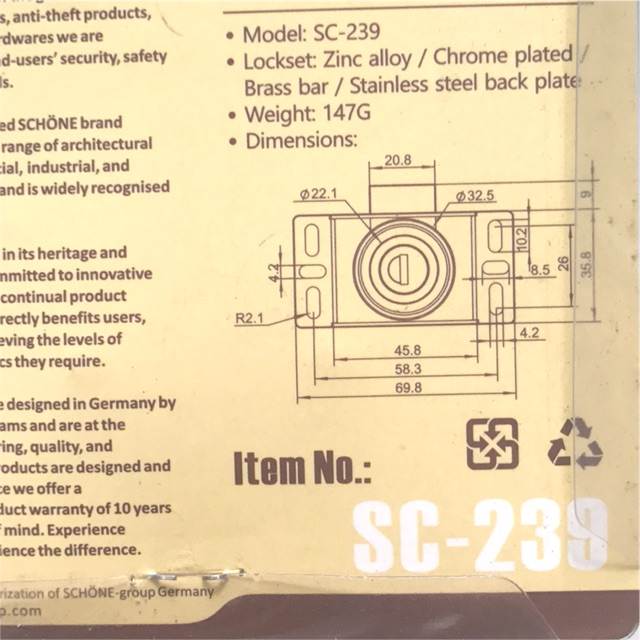 s, anti-theft products,
rdwares we are
d-users' security, safety
ls.
ed SCHÖNE brand
range of architectural
ial, industrial, and
and is widely recognised
in its heritage and
mmitted to innovative
continual product
rectly benefits users,
eving the levels of
cs they require.
e designed in Germany by
ams and are at the
ring, quality, and
roducts are designed and
ce we offer a
duct warranty of 10 years
f mind. Experience
ience the difference.
rization of SCHÖNE-group Germany
p.com
• Model: SC-239
• Lockset: Zinc alloy / Chrome plated /
Brass bar / Stainless steel back plate
• Weight: 147G
• Dimensions:
20.8
Ø22.1
Ø32.5
9
10.2
4.2
8.5
26
35.8
R2.1
4.2
45.8
58.3
69.8
Item No.:
SC-239